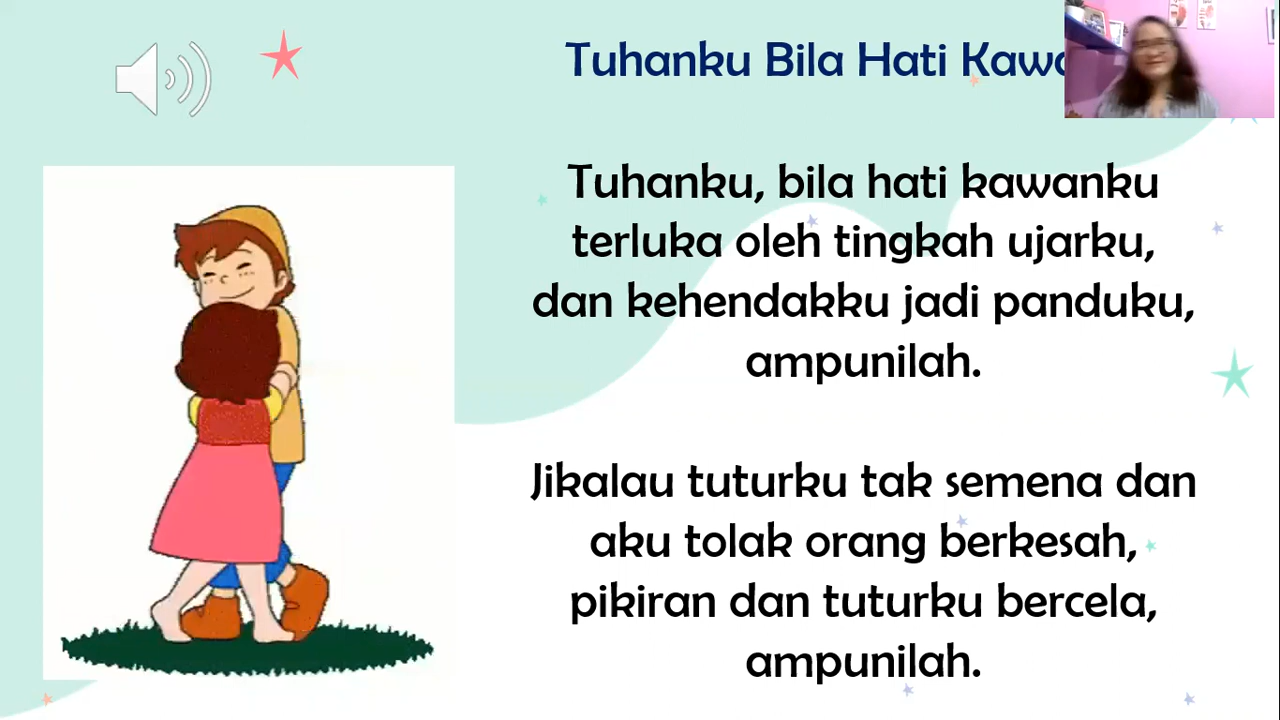 Tuhanku Bila Hati
Tuhanku, bila hati kawanku
terluka oleh tingkah ujarku,
dan kehendakku jadi panduku,
ampunilah.
Jikalau tuturku tak semena dan
aku tolak orang berkesah,
pikiran dan tuturku bercela,
ampunilah.